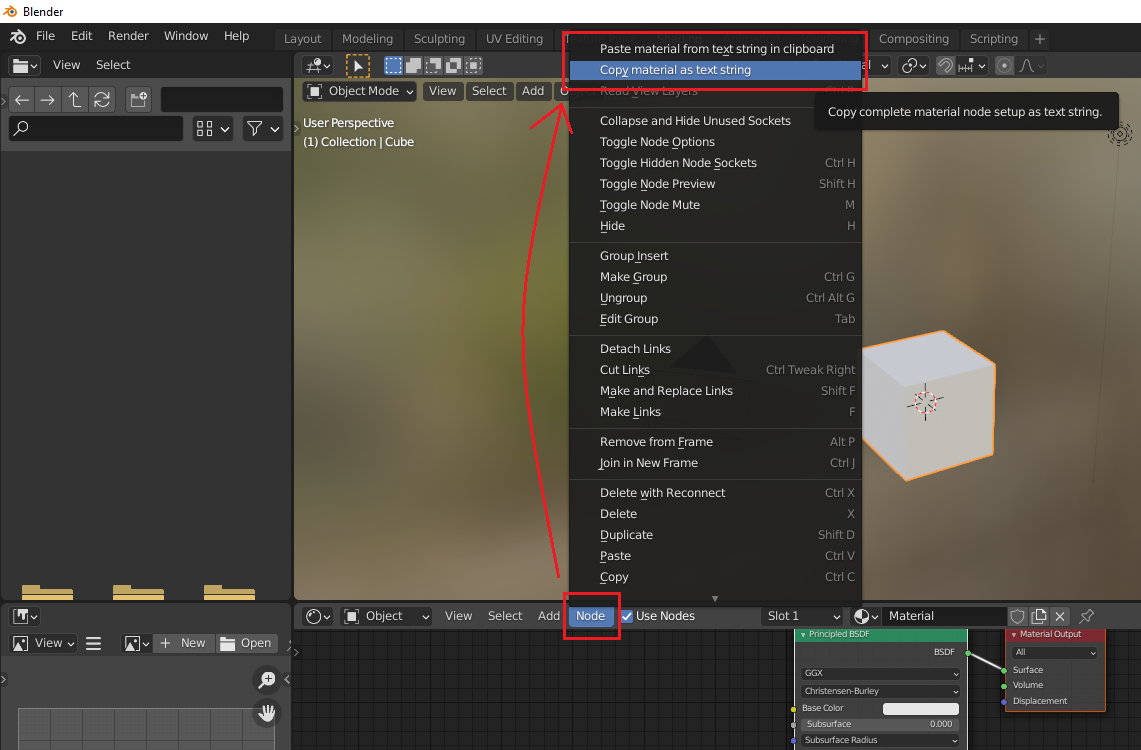 Blender
File Edit Render Window Help
Layout Modeling Sculpting UV Editing Compositing Scripting
View Select
Object Mode View Select Add
User Perspective
(1) Collection | Cube
Paste material from text string in clipboard
Copy material as text string
Read View Layers
Copy complete material node setup as text string.
Collapse and Hide Unused Sockets
Toggle Node Options
Toggle Hidden Node Sockets Ctrl H
Toggle Node Preview Shift H
Toggle Node Mute M
Hide H
Group Insert
Make Group Ctrl G
Ungroup Ctrl Alt G
Edit Group Tab
Detach Links
Cut Links Ctrl Tweak Right
Make and Replace Links Shift F
Make Links F
Remove from Frame Alt P
Join in New Frame Ctrl J
Delete with Reconnect Ctrl X
Delete X
Duplicate Shift D
Paste Ctrl V
Copy Ctrl C
Object View Select Add Node Use Nodes Slot 1 Material
View New Open
Principled BSDF
BSDF
GGX
Christensen-Burley
Base Color
Subsurface 0.000
Subsurface Radius
Material Output
All
Surface
Volume
Displacement